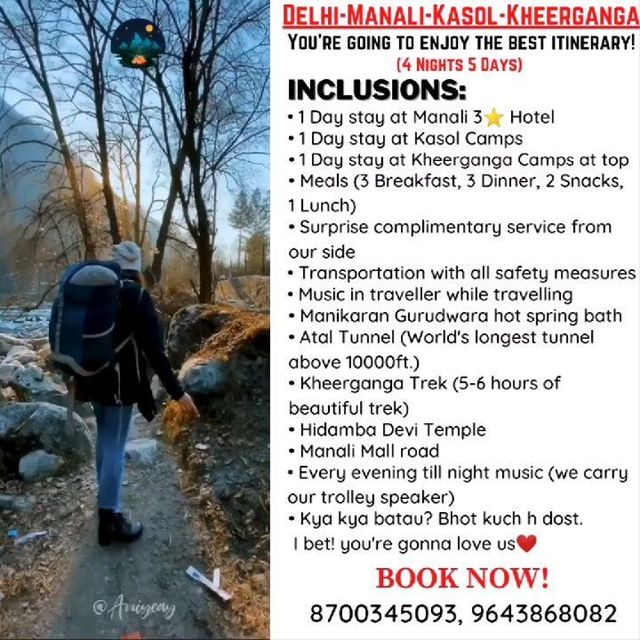 DELHI-MANALI-KASOL-KHEERGANGA
YOU'RE GOING TO ENJOY THE BEST ITINERARY!
(4 NIGHTS 5 DAYS)
INCLUSIONS:
• 1 Day stay at Manali 3⭐ Hotel
• 1 Day stay at Kasol Camps
• 1 Day stay at Kheerganga Camps at top
• Meals (3 Breakfast, 3 Dinner, 2 Snacks,
1 Lunch)
• Surprise complimentary service from
our side
• Transportation with all safety measures
• Music in traveller while travelling
• Manikaran Gurudwara hot spring bath
• Atal Tunnel (World's longest tunnel
above 10000ft.)
• Kheerganga Trek (5-6 hours of
beautiful trek)
• Hidamba Devi Temple
• Manali Mall road
• Every evening till night music (we carry
our trolley speaker)
• Kya kya batau? Bhot kuch h dost.
I bet! you're gonna love us❤️
BOOK NOW!
8700345093, 9643868082